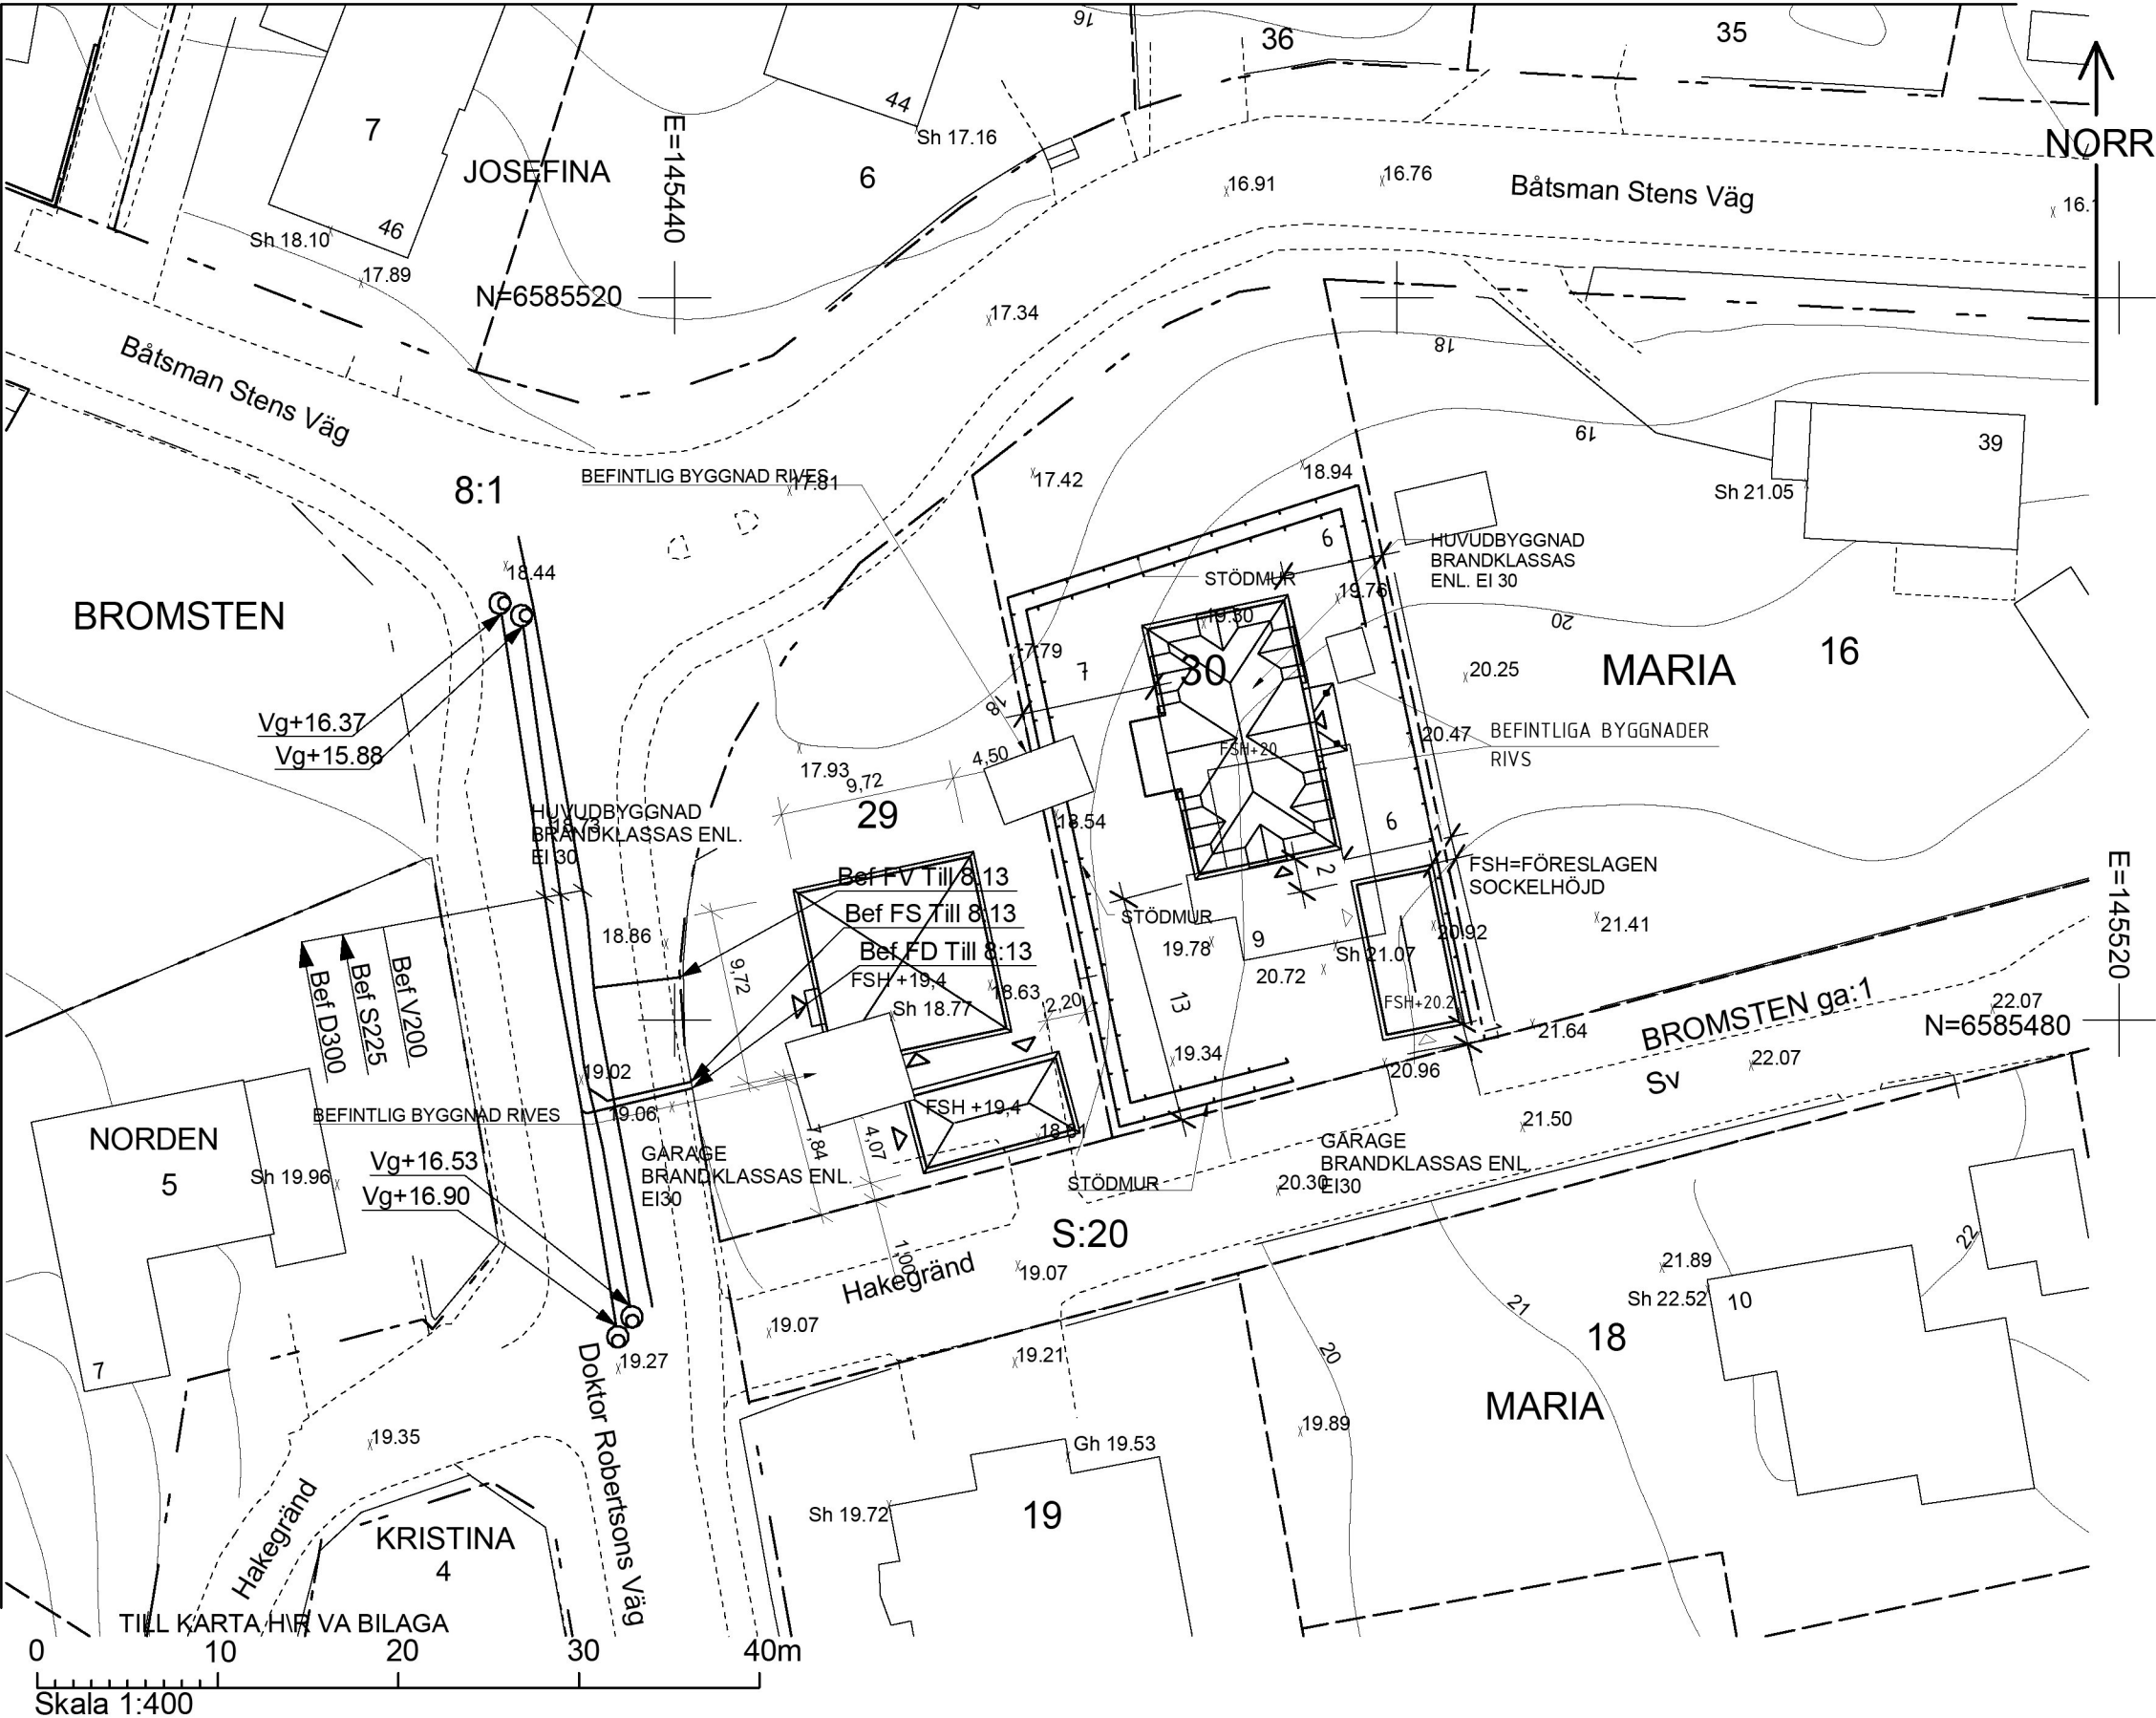 16
36
35
NORR
7
44
Sh 17.16
E=145440
JOSEFINA
6
16.91
16.76
Båtsman Stens Väg
46
Sh 18.10
17.89
N=6585520
17.34
18
Båtsman Stens Väg
19
39
8:1
BEFINTLIG BYGGNAD RIVES
17.81
17.42
18.94
Sh 21.05
18.44
6
HUVUDBYGGNAD
BRANDKLASSAS
ENL. EI 30
STÖDMUR
19.76
BROMSTEN
19.30
20
17.79
7
30
20.25
MARIA
16
18
Vg+16.37
Vg+15.88
20.47
BEFINTLIGA BYGGNADER
RIVS
FSH+20
4,50
17.93
9,72
29
HUVUDBYGGNAD
BRANDKLASSAS ENL.
EI 30
18.73
18.54
6
2
FSH=FÖRESLAGEN
SOCKELHÖJD
E=145520
Bef FV Till 8:13
Bef FS Till 8:13
Bef FD Till 8:13
STÖDMUR
18.86
9,72
FSH +19,4
Sh 18.77
18.63
2,20
19.78
9
20.72
Sh 21.07
20.92
21.41
Bef D300
Bef S225
Bef V200
13
FSH+20.2
BROMSTEN ga:1
22.07
N=6585480
21.64
22.07
Sv
19.02
19.34
20.96
BEFINTLIG BYGGNAD RIVES
19.06
FSH +19,4
18.81
21.50
NORDEN
5
Sh 19.96
7,84
4,07
GARAGE
BRANDKLASSAS ENL.
EI30
GARAGE
BRANDKLASSAS ENL.
EI30
Vg+16.53
Vg+16.90
STÖDMUR
20.30
S:20
1,00
Hakegränd
19.07
22
21.89
Sh 22.52
10
21
18
19.07
19.21
20
7
19.27
Doktor Robertsons Väg
MARIA
19.35
19.89
Gh 19.53
Sh 19.72
19
Hakegränd
KRISTINA
4
TILL KARTA H\R VA BILAGA
0 10 20 30 40m
Skala 1:400